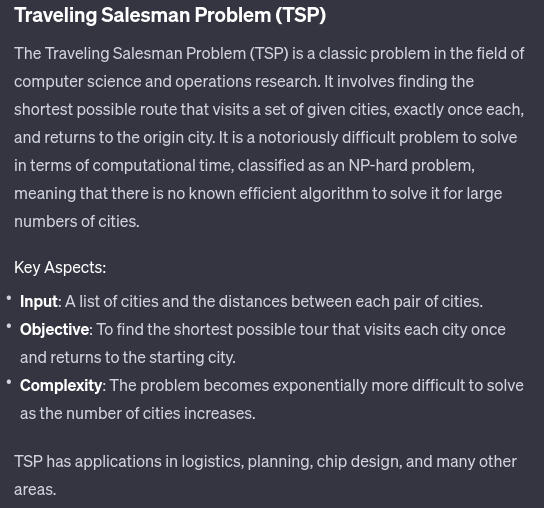 Traveling Salesman Problem (TSP)
The Traveling Salesman Problem (TSP) is a classic problem in the field of
computer science and operations research. It involves finding the
shortest possible route that visits a set of given cities, exactly once each,
and returns to the origin city. It is a notoriously difficult problem to solve
in terms of computational time, classified as an NP-hard problem,
meaning that there is no known efficient algorithm to solve it for large
numbers of cities.
Key Aspects:
• Input: A list of cities and the distances between each pair of cities.
• Objective: To find the shortest possible tour that visits each city once
and returns to the starting city.
• Complexity: The problem becomes exponentially more difficult to solve
as the number of cities increases.
TSP has applications in logistics, planning, chip design, and many other
areas.